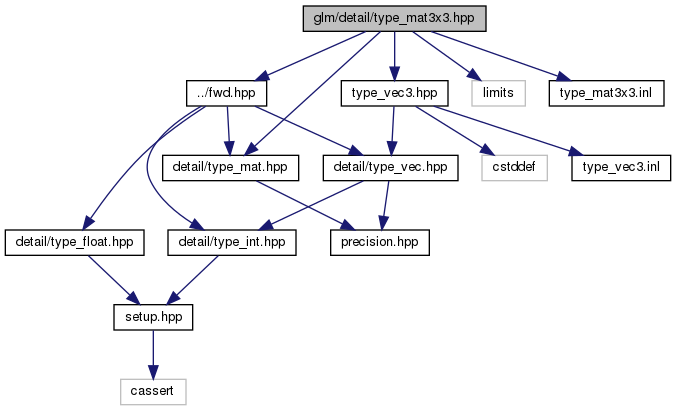 glm/detail/type_mat3x3.hpp
../fwd.hpp
type_vec3.hpp
limits
type_mat3x3.inl
detail/type_mat.hpp
detail/type_vec.hpp
cstddef
type_vec3.inl
detail/type_float.hpp
detail/type_int.hpp
precision.hpp
setup.hpp
cassert